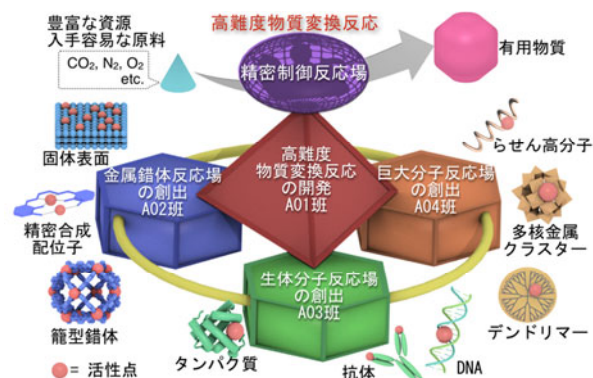 豊富な資源
入手容易な原料
CO₂, N₂, O₂
etc.
高難度物質変換反応
精密制御反応場
有用物質
固体表面
らせん高分子
高難度
物質変換反応
の開発
A01班
金属錯体反応場
の創出
A02班
巨大分子反応場
の創出
A04班
精密合成
配位子
多核金属
クラスター
生体分子反応場
の創出
A03班
籠型錯体
タンパク質
抗体
DNA
デンドリマー
= 活性点